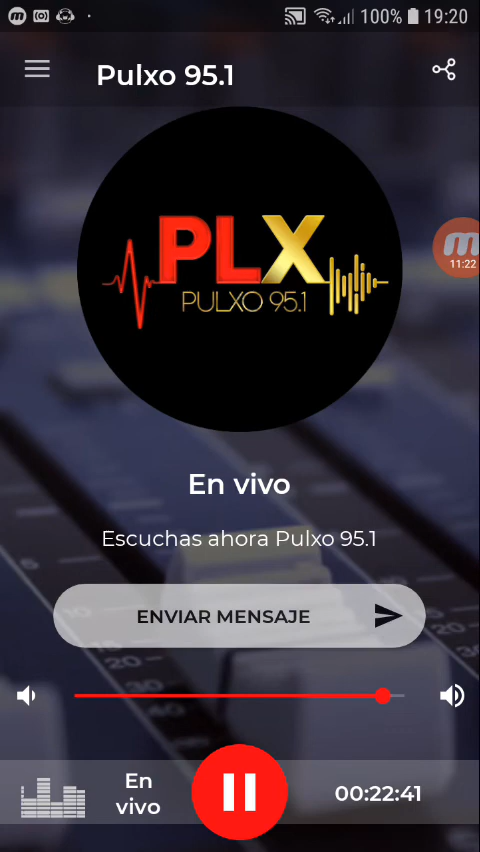 100% 19:20
Pulxo 95.1
PLX
PULXO 95.1
11:22
En vivo
Escuchas ahora Pulxo 95.1
ENVIAR MENSAJE
En
vivo
00:22:41